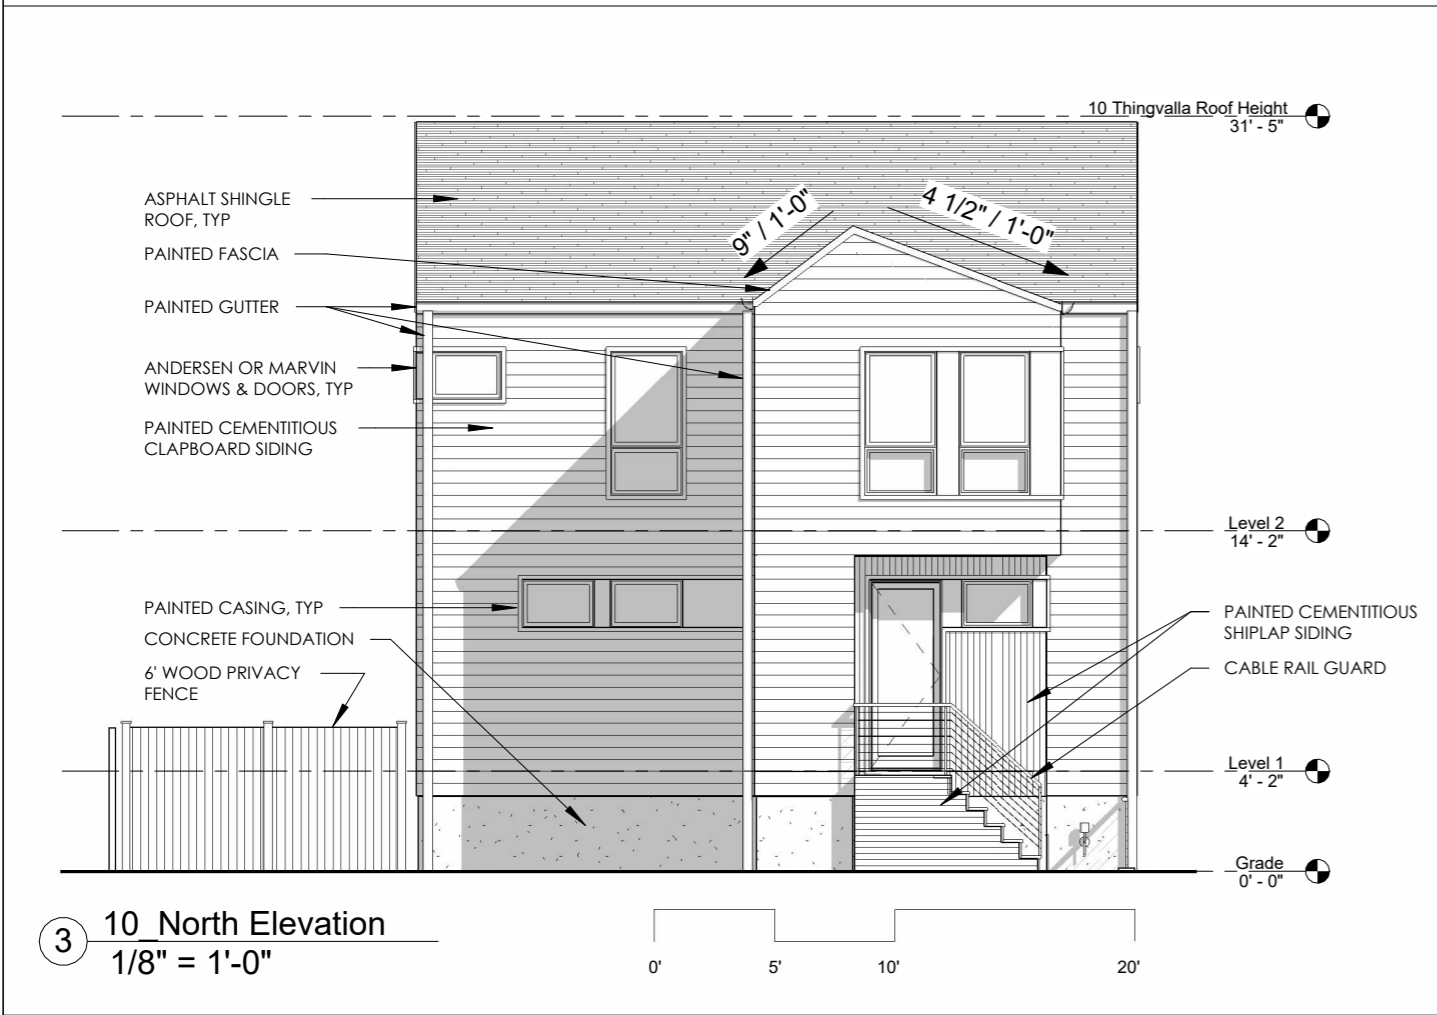 10 Thingvalla Roof Height
31' - 5"
ASPHALT SHINGLE
ROOF, TYP
9" / 1'-0"
4 1/2" / 1'-0"
PAINTED FASCIA
PAINTED GUTTER
ANDERSEN OR MARVIN
WINDOWS & DOORS, TYP
PAINTED CEMENTITIOUS
CLAPBOARD SIDING
Level 2
14' - 2"
PAINTED CASING, TYP
CONCRETE FOUNDATION
6' WOOD PRIVACY
FENCE
PAINTED CEMENTITIOUS
SHIPLAP SIDING
CABLE RAIL GUARD
Level 1
4' - 2"
Grade
0' - 0"
3
10_North Elevation
1/8" = 1'-0"
0'
5'
10'
20'